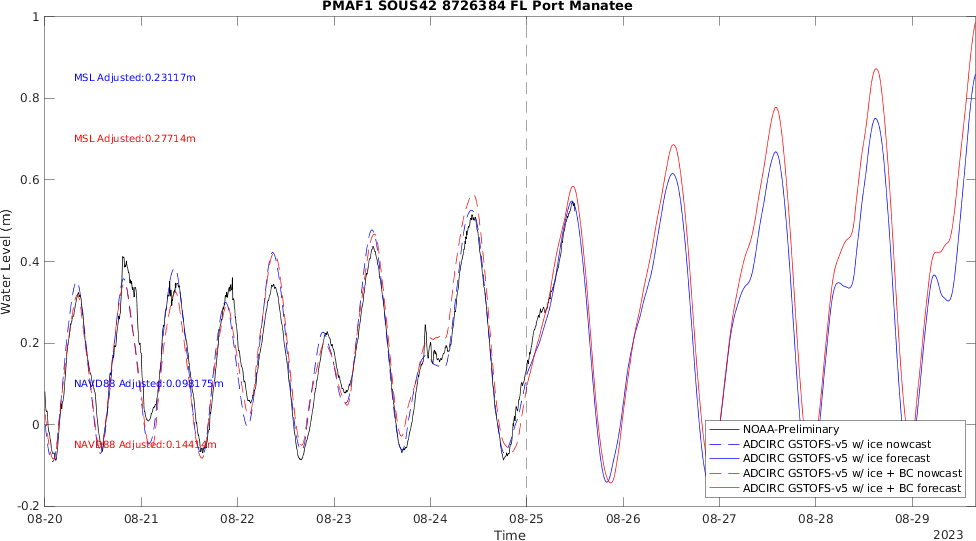 PMAF1 SOUS42 8726384 FL Port Manatee
1
0.8
0.6
0.4
0.2
0
-0.2
Water Level (m)
MSL Adjusted:0.23117m
MSL Adjusted:0.27714m
NAVD88 Adjusted:0.098175m
NAVD88 Adjusted:0.14414m
NOAA-Preliminary
ADCIRC GSTOFS-v5 w/ ice nowcast
ADCIRC GSTOFS-v5 w/ ice forecast
ADCIRC GSTOFS-v5 w/ ice + BC nowcast
ADCIRC GSTOFS-v5 w/ ice + BC forecast
08-20 08-21 08-22 08-23 08-24 08-25 08-26 08-27 08-28 08-29
Time
2023